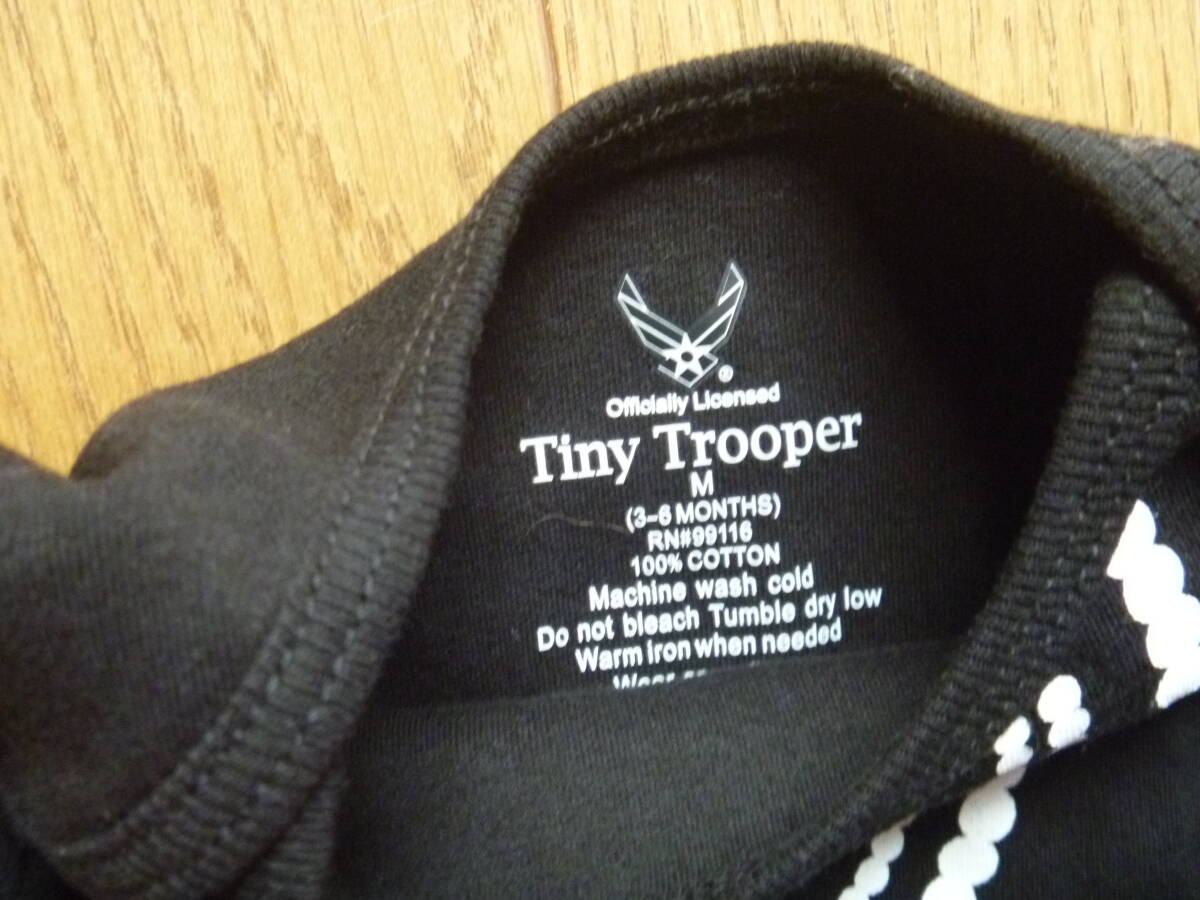 ®
Officially Licensed
Tiny Trooper
M
(3-6 MONTHS)
RN#99116
100% COTTON
Machine wash cold
Do not bleach Tumble dry low
Warm iron when needed